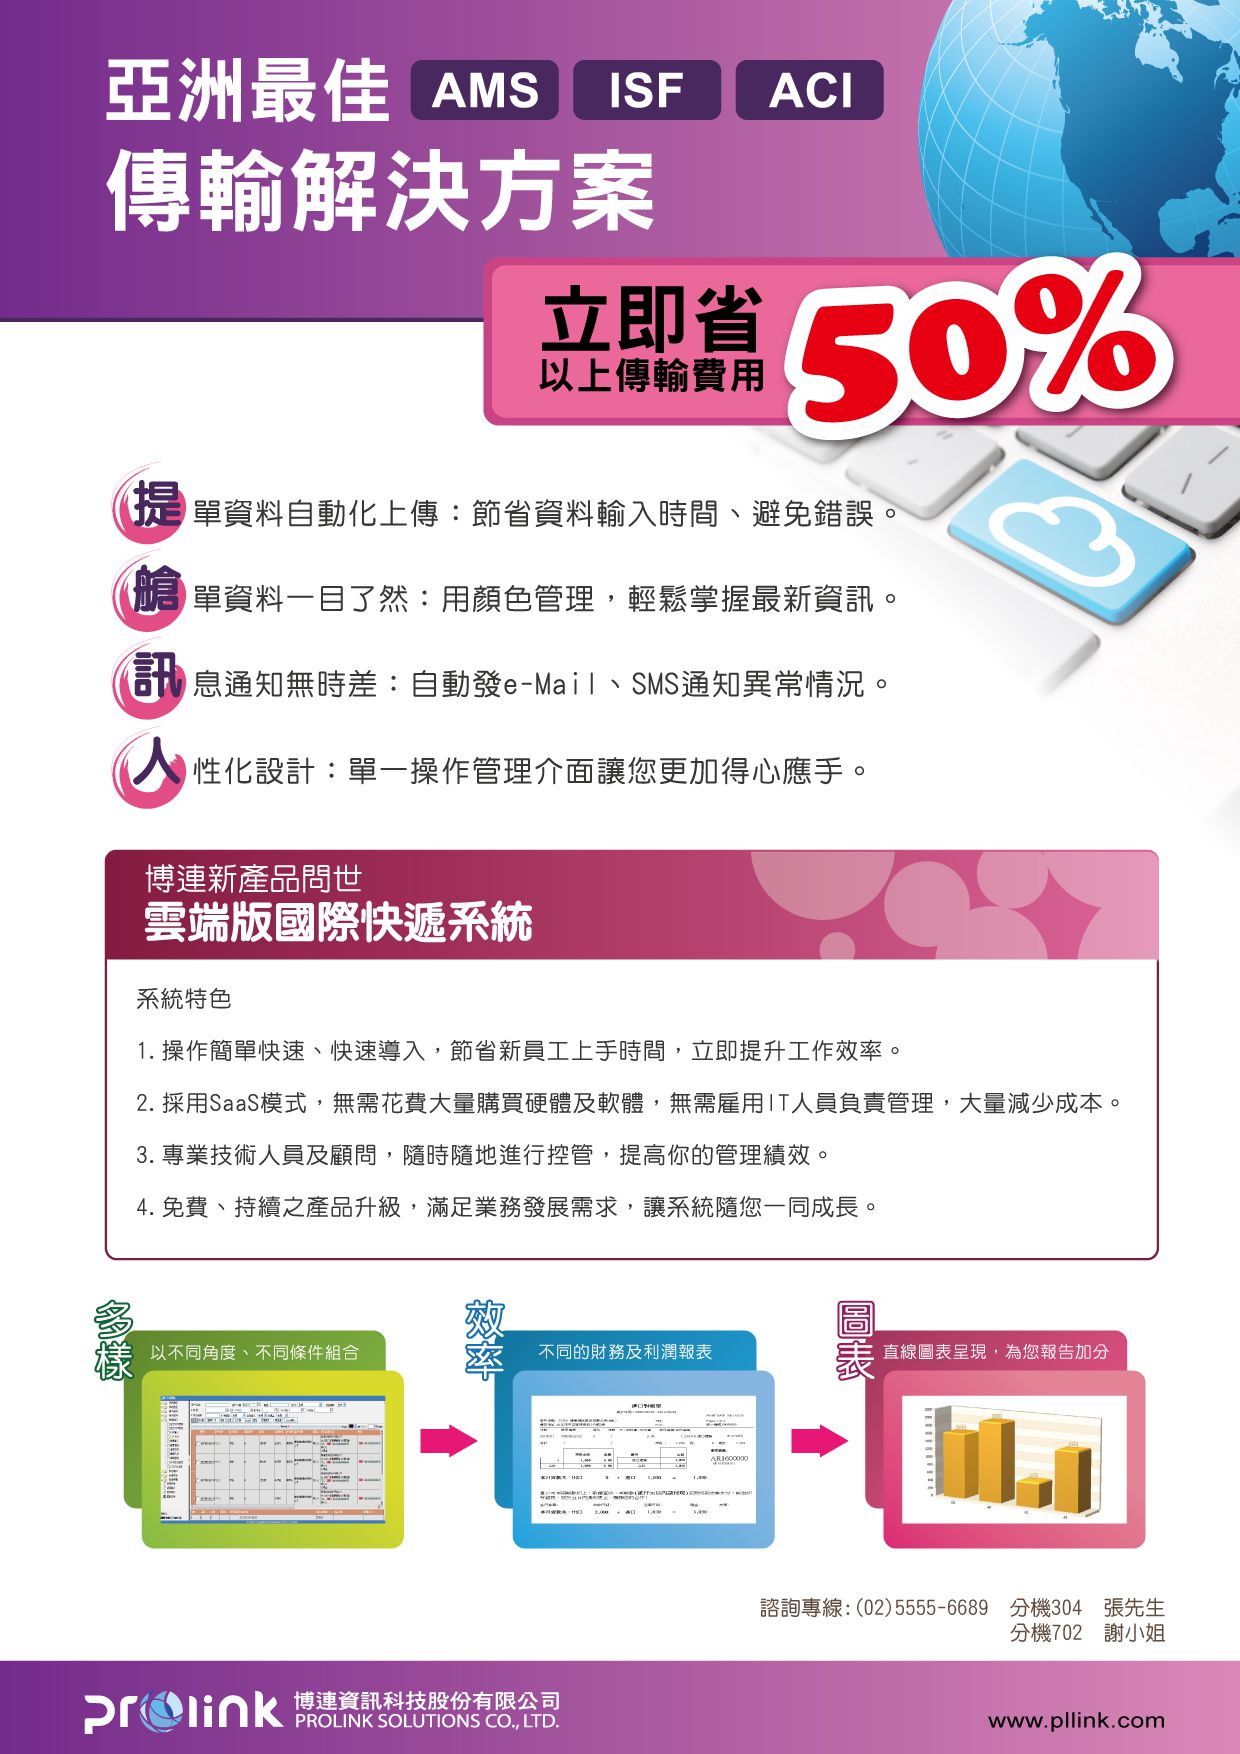 亞洲最佳 AMS ISF ACI
傳輸解決方案
立即省 50%
以上傳輸費用
提單資料自動化上傳：節省資料輸入時間、避免錯誤。
艙單資料一目了然：用顏色管理，輕鬆掌握最新資訊。
訊息通知無時差：自動發e-Mail、SMS通知異常情況。
人性化設計：單一操作管理介面讓您更加得心應手。
博連新產品問世
雲端版國際快遞系統
系統特色
1. 操作簡單快速、快速導入，節省新員工上手時間，立即提升工作效率。
2. 採用SaaS模式，無需花費大量購買硬體及軟體，無需雇用IT人員負責管理，大量減少成本。
3. 專業技術人員及顧問，隨時隨地進行控管，提高你的管理績效。
4. 免費、持續之產品升級，滿足業務發展需求，讓系統隨您一同成長。
多樣 以不同角度、不同條件組合
效率 不同的財務及利潤報表
圖表 直線圖表呈現，為您報告加分
AR1600000
諮詢專線:(02)5555-6689 分機304 張先生
分機702 謝小姐
prolink 博連資訊科技股份有限公司
PROLINK SOLUTIONS CO., LTD.
www.pllink.com